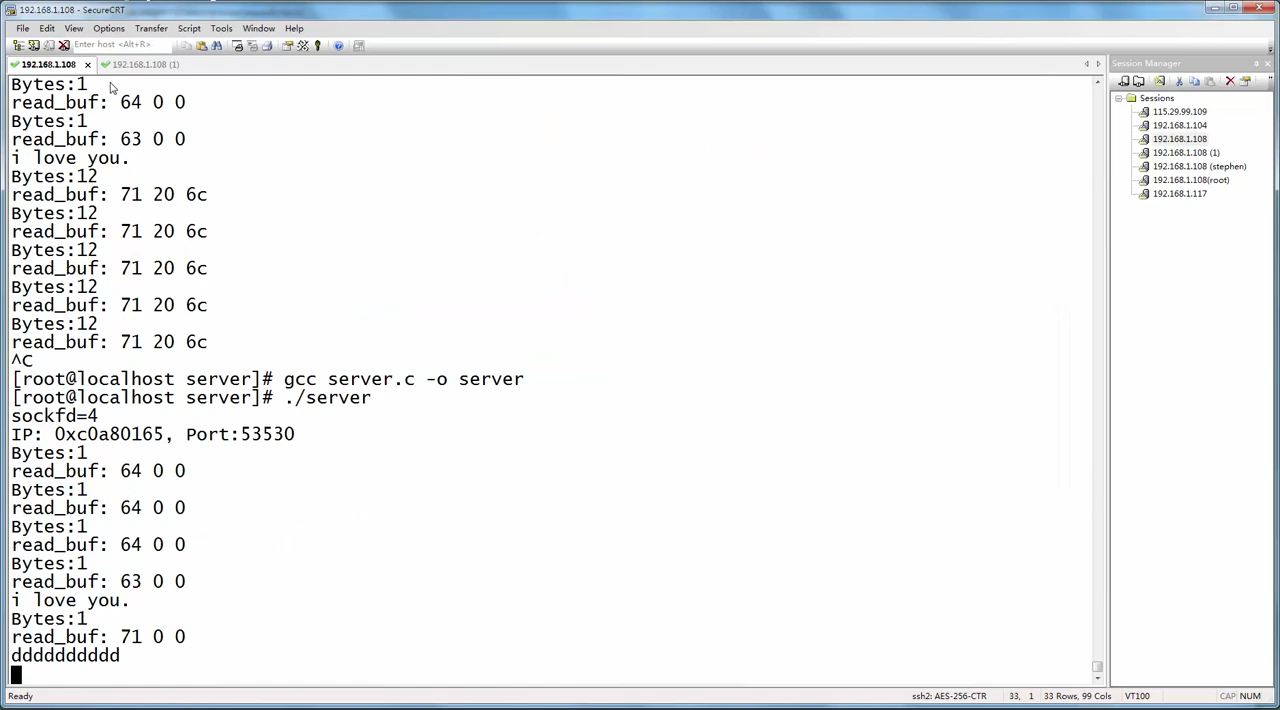 192.168.1.108 - SecureCRT
File Edit View Options Transfer Script Tools Window Help
Enter host <Alt+R>
192.168.1.108 192.168.1.108 (1)
Bytes:1
read_buf: 64 0 0
Bytes:1
read_buf: 63 0 0
i love you.
Bytes:12
read_buf: 71 20 6c
Bytes:12
read_buf: 71 20 6c
Bytes:12
read_buf: 71 20 6c
Bytes:12
read_buf: 71 20 6c
Bytes:12
read_buf: 71 20 6c
^C
[root@localhost server]# gcc server.c -o server
[root@localhost server]# ./server
sockfd=4
IP: 0xc0a80165, Port:53530
Bytes:1
read_buf: 64 0 0
Bytes:1
read_buf: 64 0 0
Bytes:1
read_buf: 64 0 0
Bytes:1
read_buf: 63 0 0
i love you.
Bytes:1
read_buf: 71 0 0
dddddddddd
Session Manager
Sessions
115.29.99.109
192.168.1.104
192.168.1.108
192.168.1.108 (1)
192.168.1.108 (stephen)
192.168.1.108(root)
192.168.1.117
Ready
ssh2: AES-256-CTR 33, 1 33 Rows, 99 Cols VT100 CAP NUM